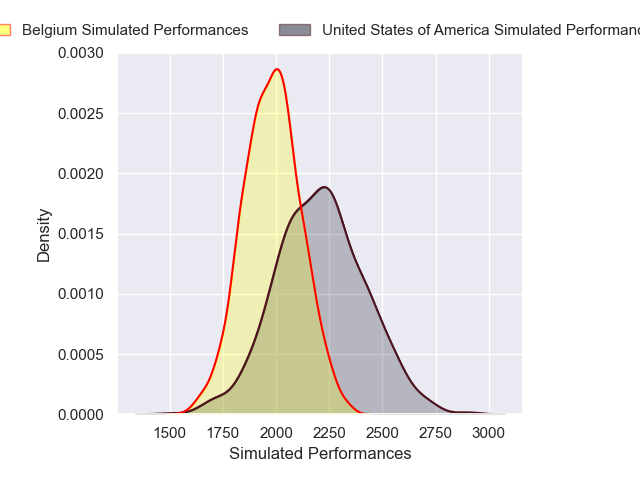 Belgium Simulated Performances United States of America Simulated
0.0030
0.0025
0.0020
0.0015
0.0010
0.0005
0.0000
Density
1500 1750 2000 2250 2500 2750 3000
Simulated Performances